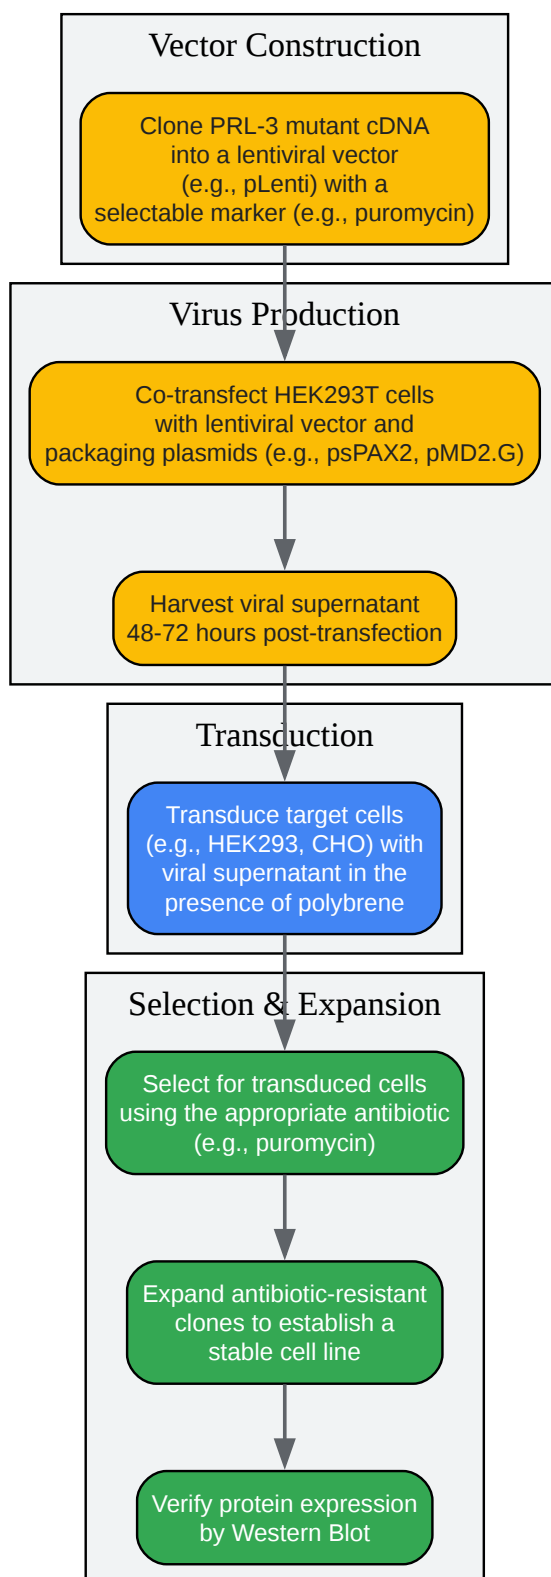 Vector Construction
Clone PRL-3 mutant cDNA
into a lentiviral vector
(e.g., pLenti) with a
selectable marker (e.g., puromycin)
Virus Production
Co-transfect HEK293T cells
with lentiviral vector and
packaging plasmids (e.g., psPAX2, pMD2.G)
Harvest viral supernatant
48-72 hours post-transfection
Transduction
Transduce target cells
(e.g., HEK293, CHO) with
viral supernatant in the
presence of polybrene
Selection & Expansion
Select for transduced cells
using the appropriate antibiotic
(e.g., puromycin)
Expand antibiotic-resistant
clones to establish a
stable cell line
Verify protein expression
by Western Blot